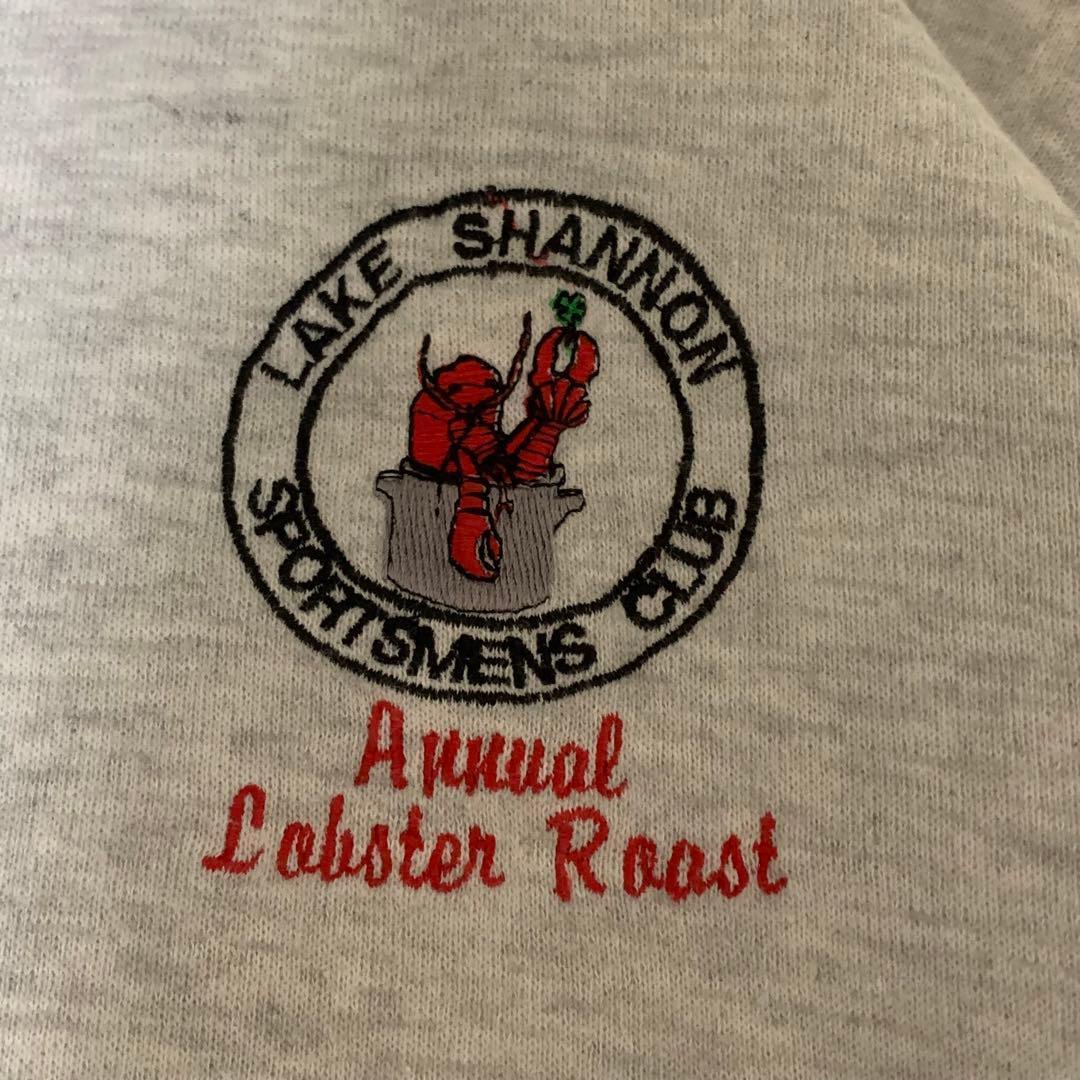 LAKE SHANNON
SPORTSMENS CLUB
Annual
Lobster Roast